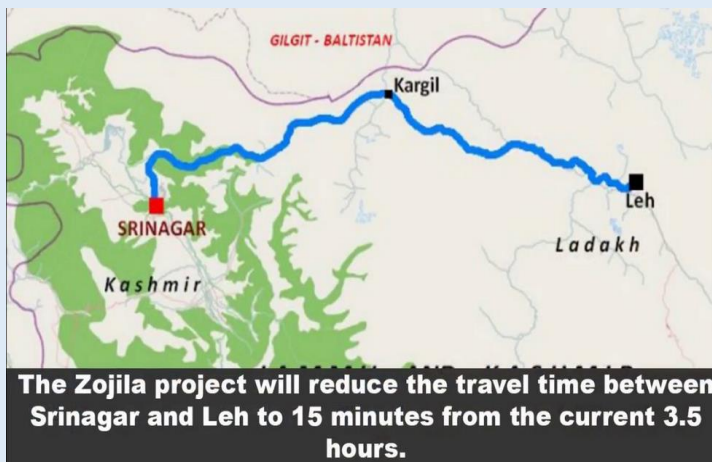 GILGIT - BALTISTAN
Kargil
SRINAGAR
Leh
Ladakh
Kashmir
The Zojila project will reduce the travel time between
Srinagar and Leh to 15 minutes from the current 3.5
hours.